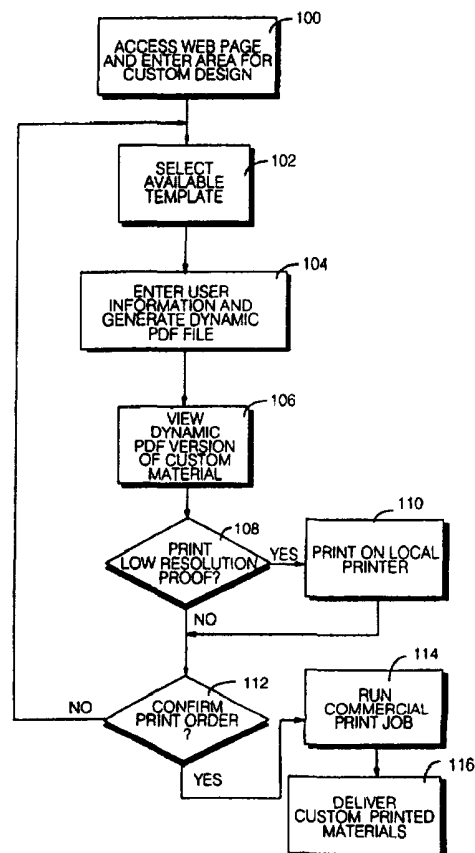 100
ACCESS WEB PAGE
AND ENTER AREA FOR
CUSTOM DESIGN
102
SELECT
AVAILABLE
TEMPLATE
104
ENTER USER
INFORMATION AND
GENERATE DYNAMIC
PDF FILE
106
VIEW
DYNAMIC
PDF VERSION
OF CUSTOM
MATERIAL
108
PRINT
LOW RESOLUTION
PROOF?
YES
110
PRINT ON LOCAL
PRINTER
NO
112
CONFIRM
PRINT ORDER
?
NO
YES
114
RUN
COMMERCIAL
PRINT JOB
116
DELIVER
CUSTOM PRINTED
MATERIALS